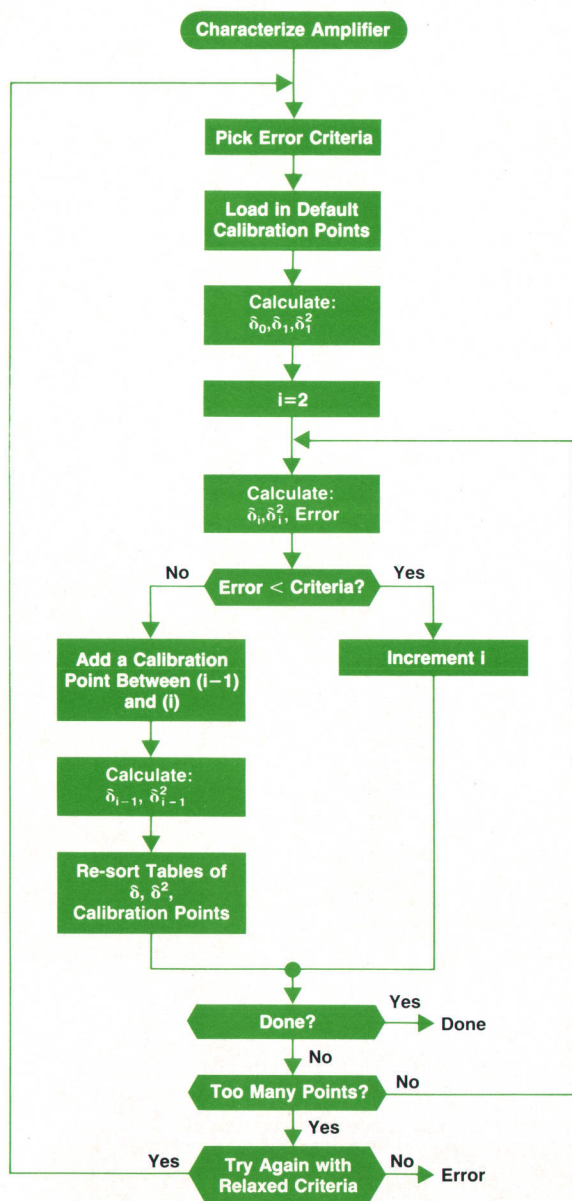 Characterize Amplifier
Pick Error Criteria
Load in Default
Calibration Points
Calculate:
δ₀,δ₁,δ₁²
i=2
Calculate:
δᵢ,δᵢ², Error
No
Error < Criteria?
Yes
Add a Calibration
Point Between (i−1)
and (i)
Increment i
Calculate:
δᵢ₋₁, δ²ᵢ₋₁
Re-sort Tables of
δ, δ²,
Calibration Points
Done?
Yes
Done
No
Too Many Points?
No
Yes
Yes
Try Again with
Relaxed Criteria
No
Error